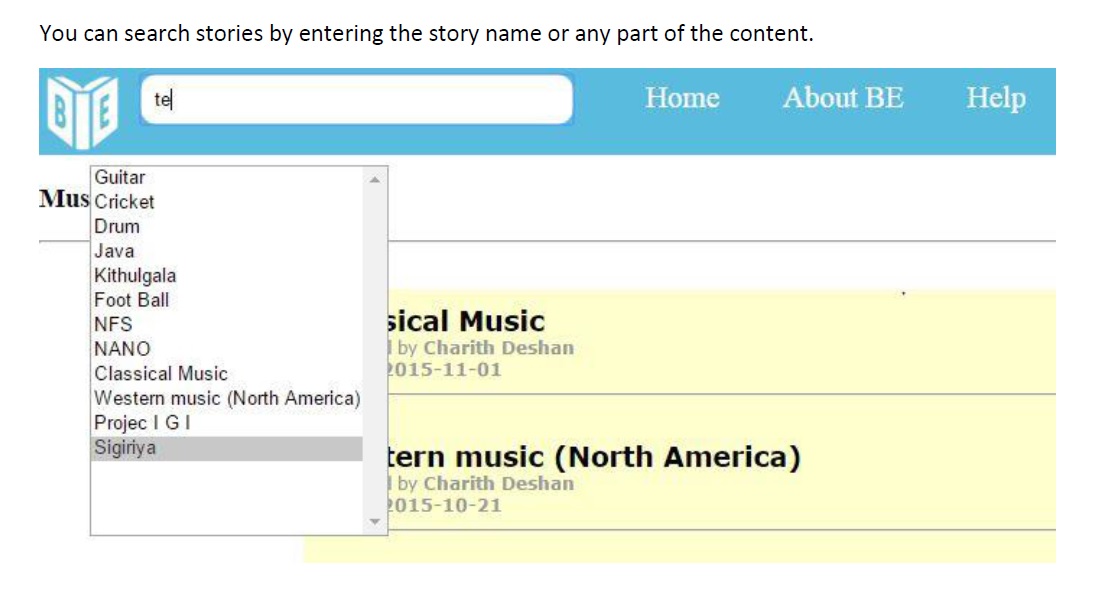 You can search stories by entering the story name or any part of the content.
B E
te
Home About BE Help
Mus
Guitar
Cricket
Drum
Java
Kithulgala
Foot Ball
NFS
NANO
Classical Music
Western music (North America)
Projec I G I
Sigiriya
sical Music
by Charith Deshan
2015-11-01
tern music (North America)
by Charith Deshan
2015-10-21